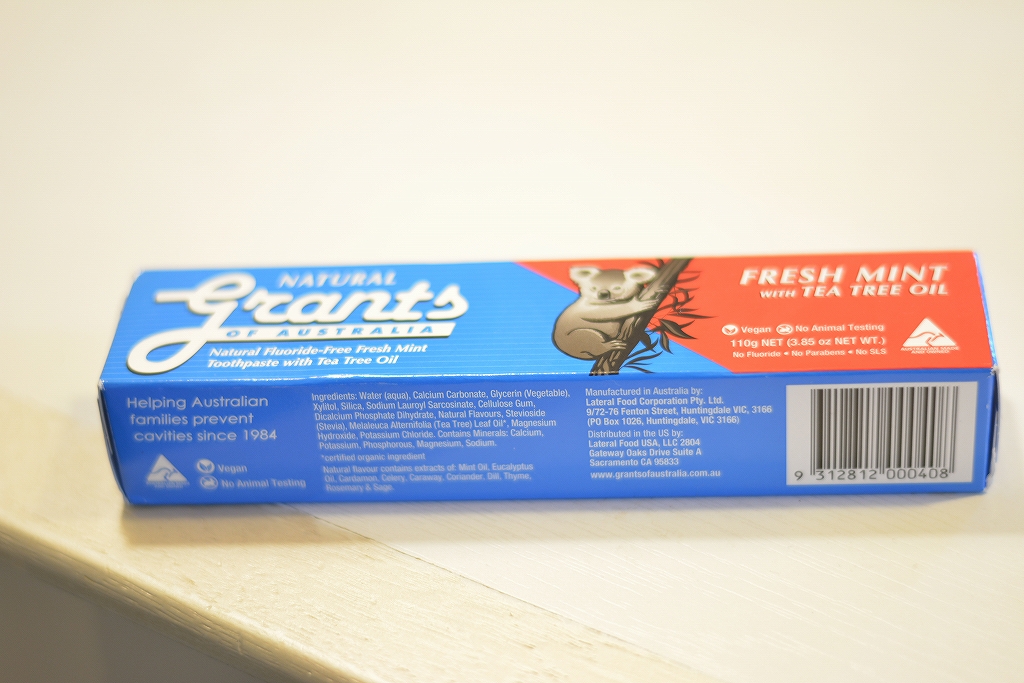 NATURAL
Grants
OF AUSTRALIA
Natural Fluoride-Free Fresh Mint
Toothpaste with Tea Tree Oil
FRESH MINT
WITH TEA TREE OIL
Vegan No Animal Testing
110g NET (3.85 oz NET WT.)
No Fluoride • No Parabens • No SLS
AUSTRALIAN MADE
AND OWNED
Helping Australian
families prevent
cavities since 1984
Vegan
No Animal Testing
Ingredients: Water (aqua), Calcium Carbonate, Glycerin (Vegetable),
Xylitol, Silica, Sodium Lauroyl Sarcosinate, Cellulose Gum,
Dicalcium Phosphate Dihydrate, Natural Flavours, Stevioside
(Stevia), Melaleuca Alternifolia (Tea Tree) Leaf Oil*, Magnesium
Hydroxide, Potassium Chloride. Contains Minerals: Calcium,
Potassium, Phosphorous, Magnesium, Sodium.
*certified organic ingredient
Natural flavour contains extracts of: Mint Oil, Eucalyptus
Oil, Cardamon, Celery, Caraway, Coriander, Dill, Thyme,
Rosemary & Sage.
Manufactured in Australia by:
Lateral Food Corporation Pty. Ltd.
9/72-76 Fenton Street, Huntingdale VIC, 3166
(PO Box 1026, Huntingdale, VIC 3166)
Distributed in the US by:
Lateral Food USA, LLC 2804
Gateway Oaks Drive Suite A
Sacramento CA 95833
www.grantsofaustralia.com.au
9 312812 000408